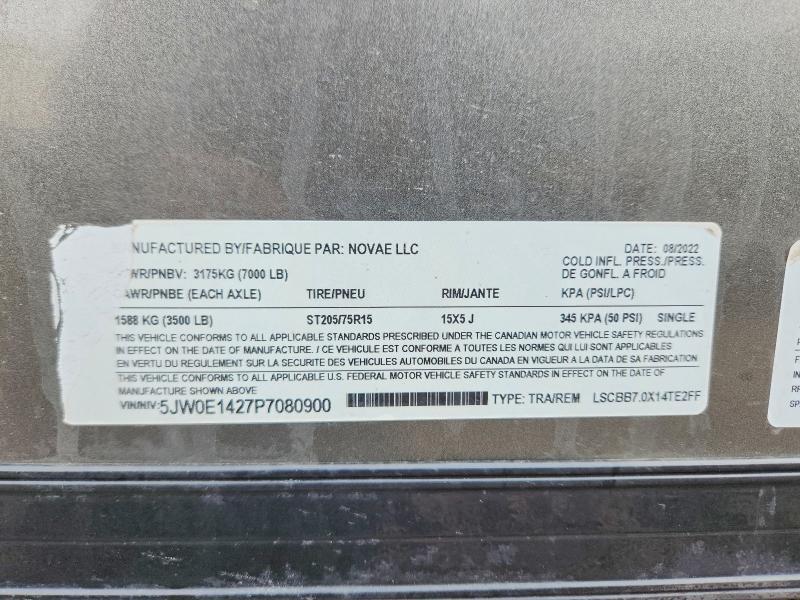 NUFACTURED BY/FABRIQUE PAR: NOVAE LLC DATE: 08/2022
WR/PNBV: 3175KG (7000 LB) COLD INFL. PRESS./PRESS.
DE GONFL. A FROID
AWR/PNBE (EACH AXLE) TIRE/PNEU RIM/JANTE KPA (PSI/LPC)
1588 KG (3500 LB) ST205/75R15 15X5 J 345 KPA (50 PSI) SINGLE
THIS VEHICLE CONFORMS TO ALL APPLICABLE STANDARDS PRESCRIBED UNDER THE CANADIAN MOTOR VEHICLE SAFETY REGULATIONS
IN EFFECT ON THE DATE OF MANUFACTURE. / CE VEHICULE EST CONFORME A TOUTES LES NORMES QUI LUI SONT APPLICABLES
EN VERTU DU REGLEMENT SUR LA SECURITE DES VEHICULES AUTOMOBILES DU CANADA EN VIGUEUR A LA DATA DE SA FABRICATION
THIS VEHICLE CONFORMS TO ALL APPLICABLE U.S. FEDERAL MOTOR VEHICLE SAFETY STANDARDS IN EFFECT ON THE DATE OF
MANUFACTURE SHOWN ABOVE
VIN/NIV: 5JW0E1427P7080900 TYPE: TRA/REM LSCBB7.0X14TE2FF